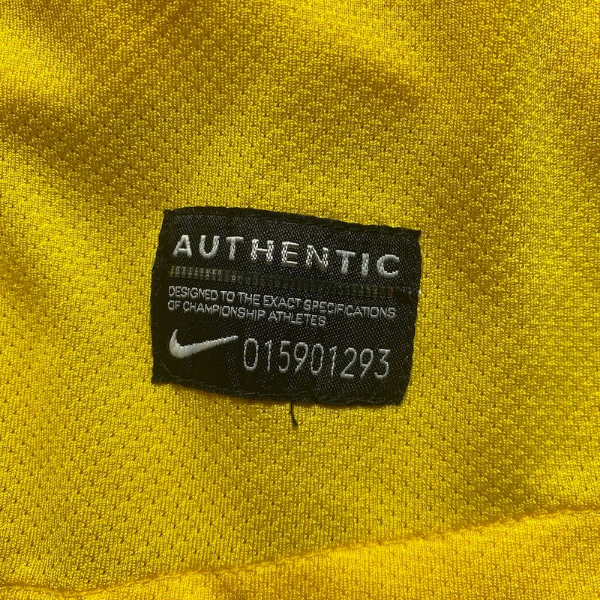 AUTHENTIC
DESIGNED TO THE EXACT SPECIFICATIONS
OF CHAMPIONSHIP ATHLETES
015901293